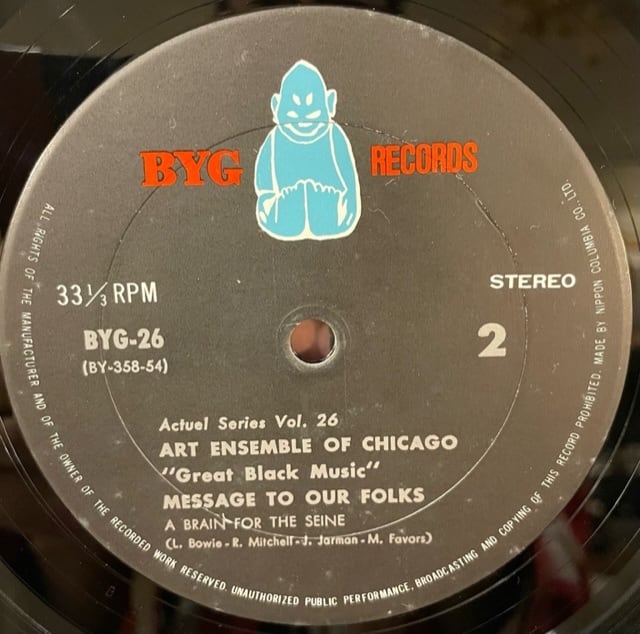 BYG RECORDS
33 1/3 RPM
STEREO
BYG-26
(BY-358-54)
2
Actuel Series Vol. 26
ART ENSEMBLE OF CHICAGO
"Great Black Music"
MESSAGE TO OUR FOLKS
A BRAIN FOR THE SEINE
(L. Bowie - R. Mitchell - J. Jarman - M. Favors)
ALL RIGHTS OF THE MANUFACTURER AND OF THE OWNER OF THE RECORDED WORK RESERVED. UNAUTHORIZED PUBLIC PERFORMANCE, BROADCASTING AND COPYING OF THIS RECORD PROHIBITED. MADE BY NIPPON COLUMBIA CO., LTD.